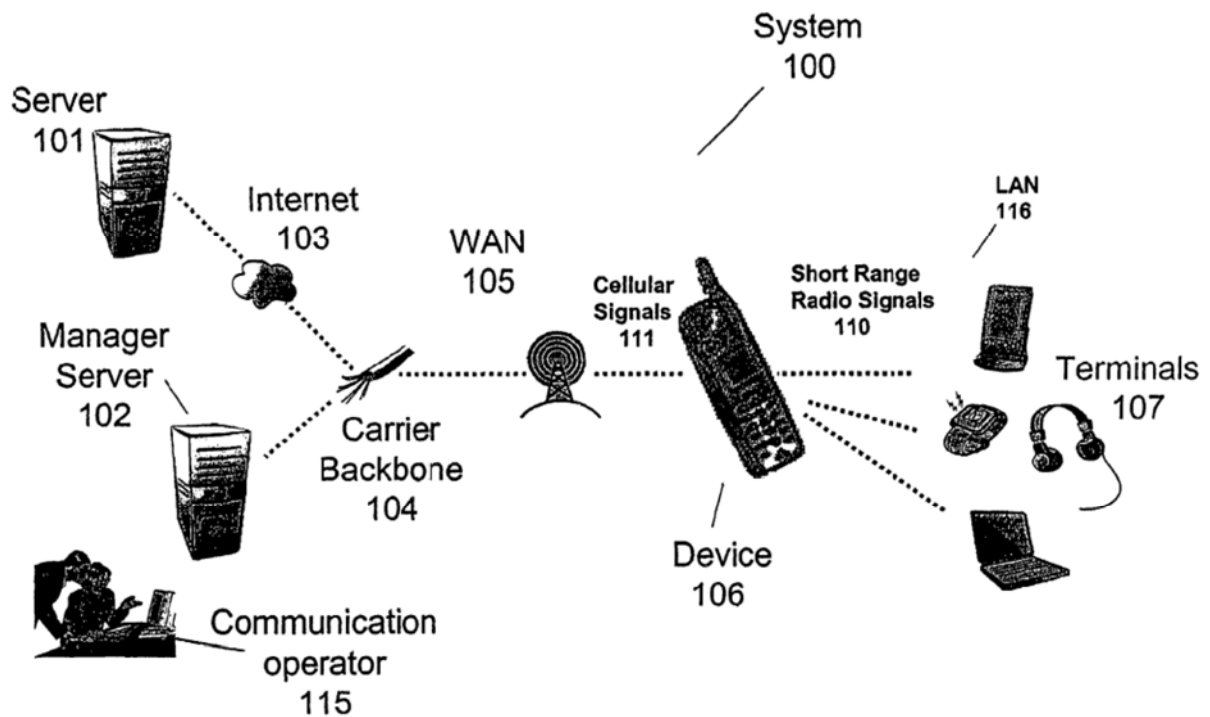 System
100
Server
101
Internet
103
WAN
105
Cellular
Signals
111
Short Range
Radio Signals
110
LAN
116
Manager
Server
102
Carrier
Backbone
104
Terminals
107
Device
106
Communication
operator
115